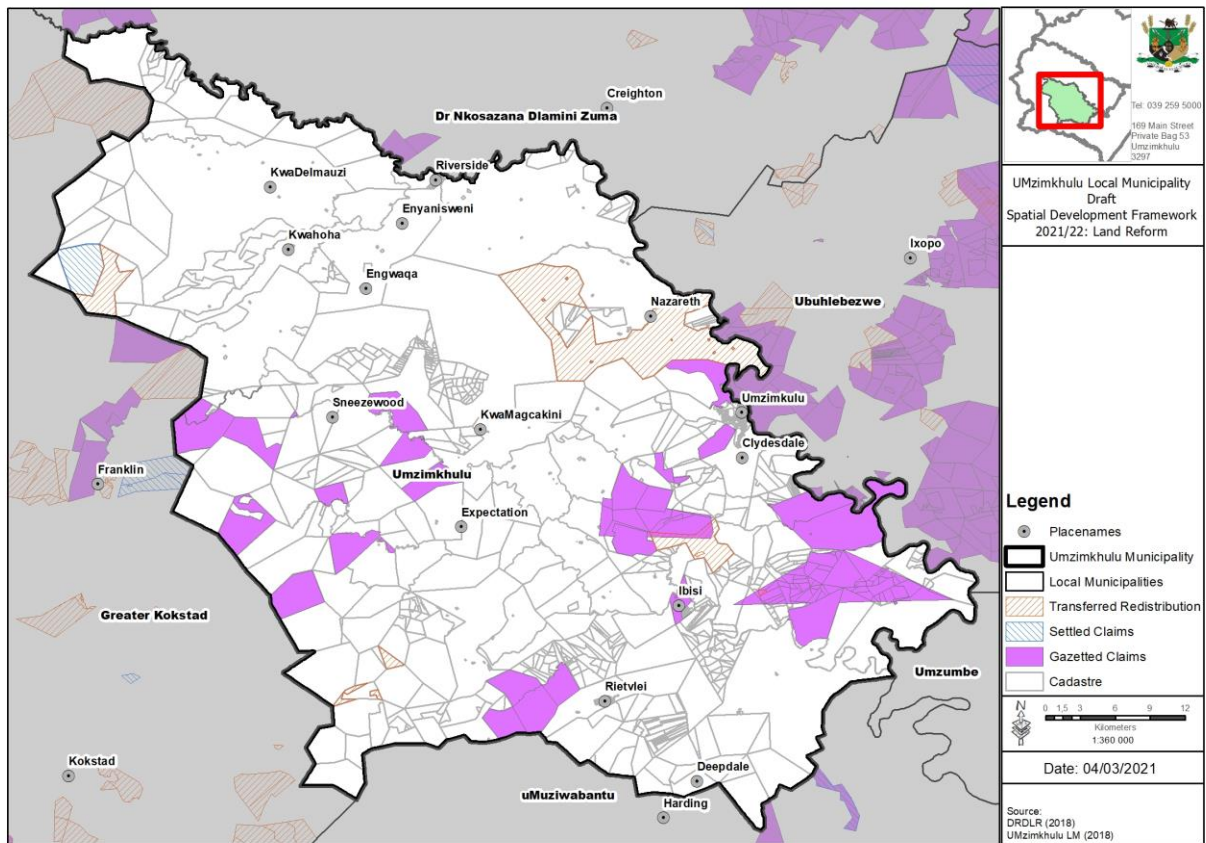 Creighton
Dr Nkosazana Dlamini Zuma
Riverside
KwaDelmauzi
Enyanisweni
Kwahoha
Ixopo
Engwaqa
Nazareth
Ubuhlebezwe
Sneezewood
Umzimkulu
KwaMagcakini
Clydesdale
Franklin
Umzimkhulu
Expectation
Ibisi
Greater Kokstad
Umzumbe
Rietvlei
Kokstad
Deepdale
uMuziwabantu
Harding
Tel: 039 259 5000
169 Main Street
Private Bag 53
Umzimkhulu
3297
UMzimkhulu Local Municipality
Draft
Spatial Development Framework
2021/22: Land Reform
Legend
Placenames
Umzimkhulu Municipality
Local Municipalities
Transferred Redistribution
Settled Claims
Gazetted Claims
Cadastre
N
0 1,5 3 6 9 12
Kilometers
1:360 000
Date: 04/03/2021
Source:
DRDLR (2018)
UMzimkhulu LM (2018)